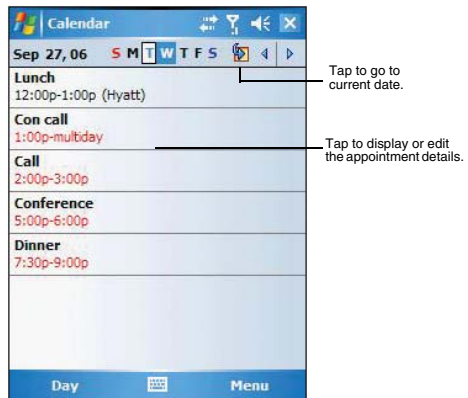 Calendar
Sep 27, 06 S M T W T F S
Lunch
12:00p-1:00p (Hyatt)
Con call
1:00p-multiday
Call
2:00p-3:00p
Conference
5:00p-6:00p
Dinner
7:30p-9:00p
Day Menu
Tap to go to
current date.
Tap to display or edit
the appointment details.